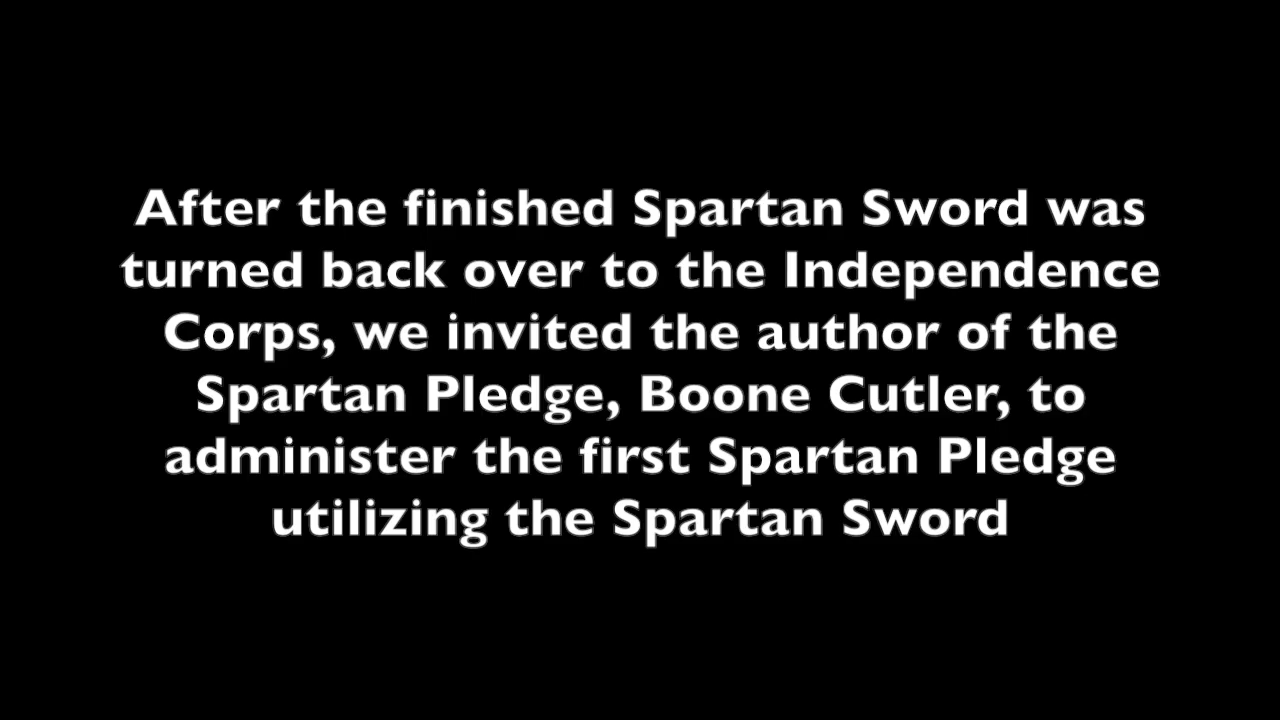 After the finished Spartan Sword was
turned back over to the Independence
Corps, we invited the author of the
Spartan Pledge, Boone Cutler, to
administer the first Spartan Pledge
utilizing the Spartan Sword